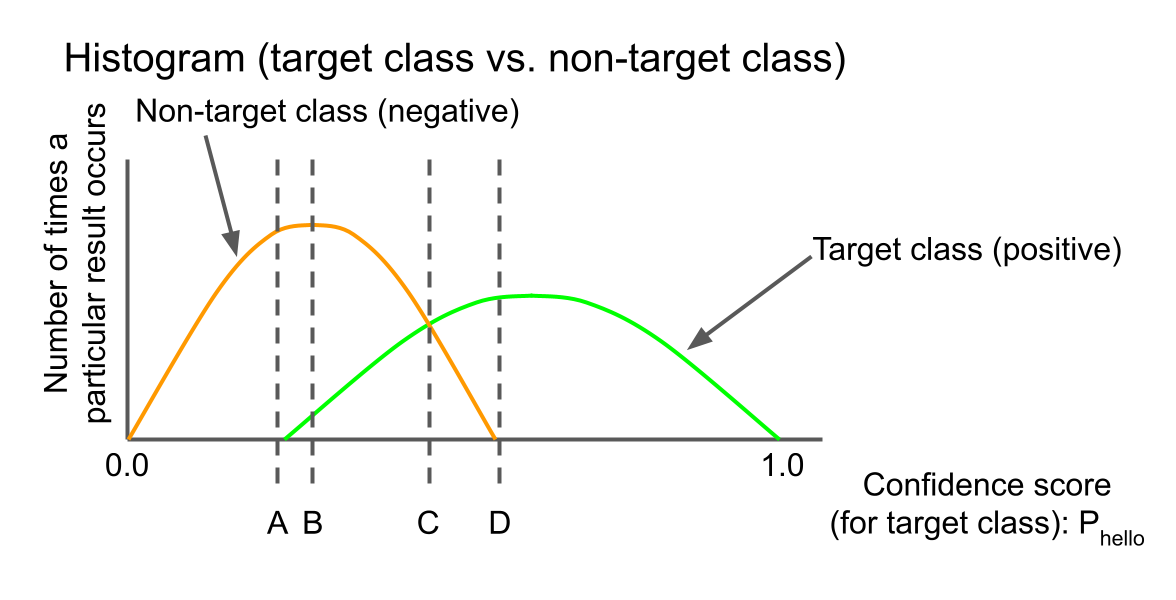 Histogram (target class vs. non-target class)
Non-target class (negative)
Number of times a
particular result occurs
Target class (positive)
0.0
1.0
A
B
C
D
Confidence score
(for target class): Phello